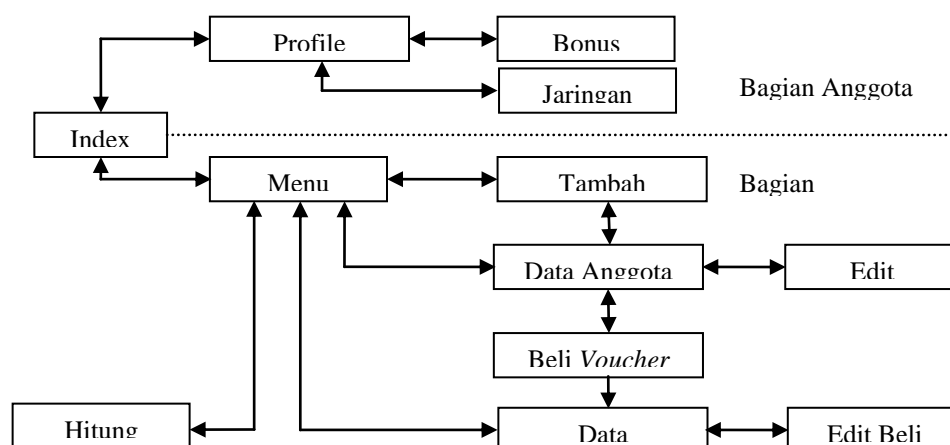 Profile
Bonus
Jaringan
Bagian Anggota
Index
Menu
Tambah
Bagian
Data Anggota
Edit
Beli Voucher
Hitung
Data
Edit Beli